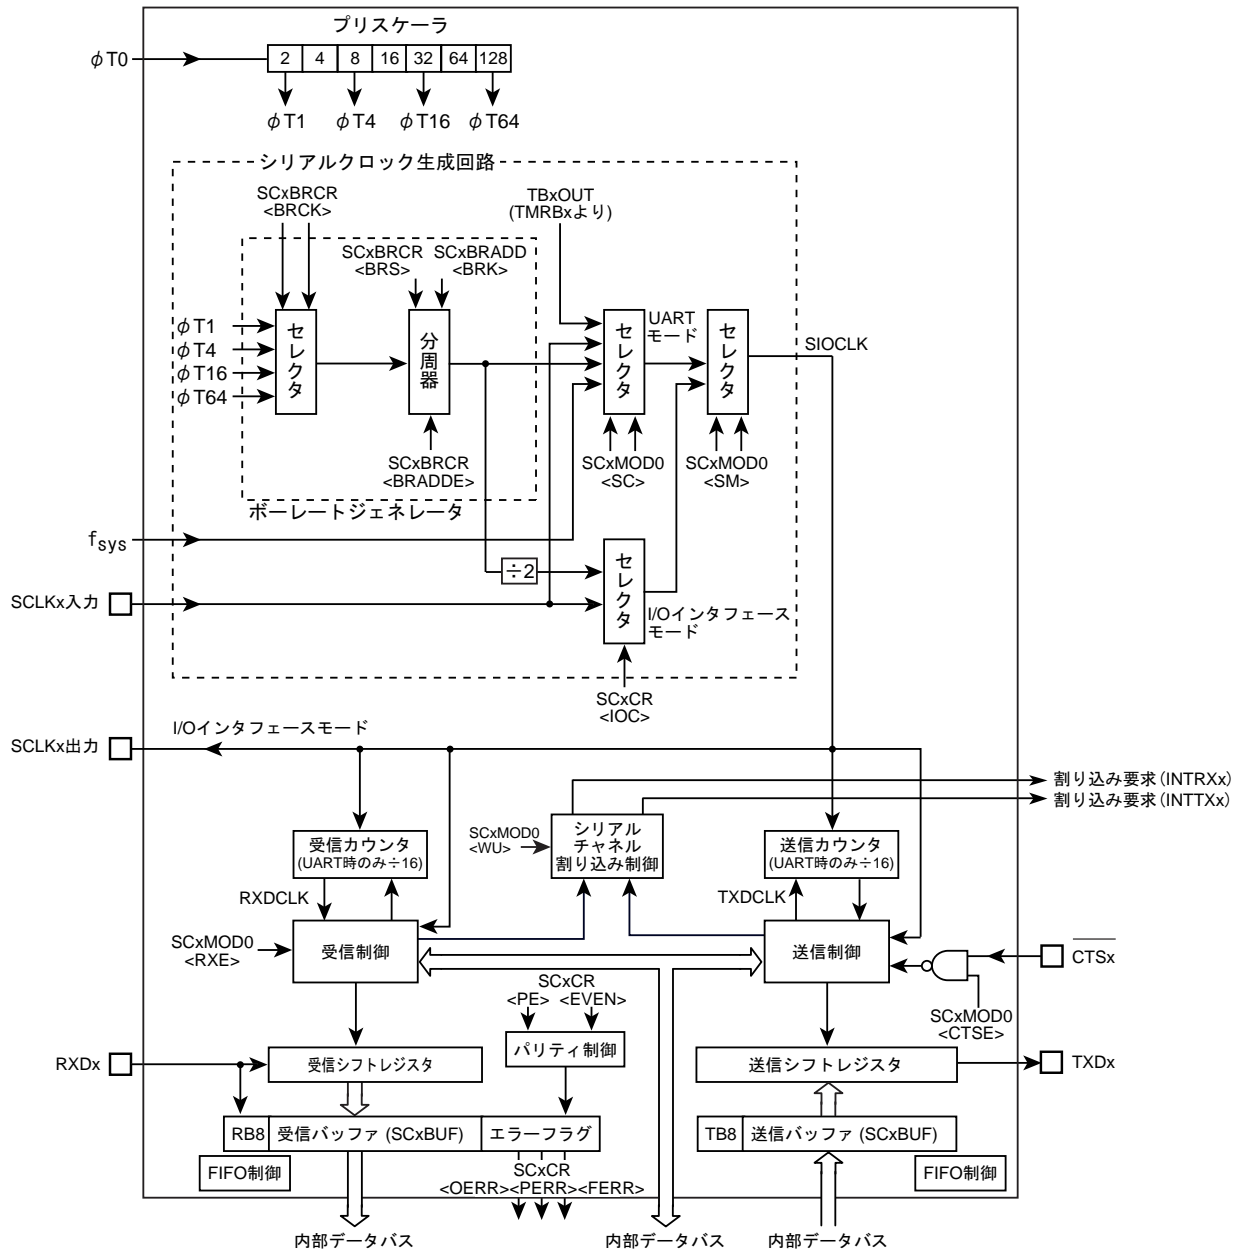 プリスケーラ
φT0
2 4 8 16 32 64 128
φT1 φT4 φT16 φT64
シリアルクロック生成回路
SCxBRCR
<BRCK>
TBxOUT
(TMRBxより)
SCxBRCR
<BRS>
SCxBRADD
<BRK>
φT1
φT4
φT16
φT64
セレクタ
分周器
セレクタ
UART
モード
セレクタ
SIOCLK
SCxBRCR
<BRADDE>
SCxMOD0
<SC>
SCxMOD0
<SM>
ボーレートジェネレータ
fsys
÷2
セレクタ
SCLKx入力
I/Oインタフェース
モード
SCxCR
<IOC>
I/Oインタフェースモード
SCLKx出力
割り込み要求(INTRXx)
割り込み要求(INTTXx)
受信カウンタ
(UART時のみ÷16)
SCxMOD0
<WU>
シリアル
チャネル
割り込み制御
送信カウンタ
(UART時のみ÷16)
RXDCLK
TXDCLK
SCxMOD0
<RXE>
受信制御
送信制御
CTSx
SCxMOD0
<CTSE>
SCxCR
<PE> <EVEN>
パリティ制御
RXDx
受信シフトレジスタ
送信シフトレジスタ
TXDx
RB8 受信バッファ (SCxBUF) エラーフラグ
TB8 送信バッファ (SCxBUF)
FIFO制御
SCxCR
<OERR><PERR><FERR>
FIFO制御
内部データバス
内部データバス
内部データバス